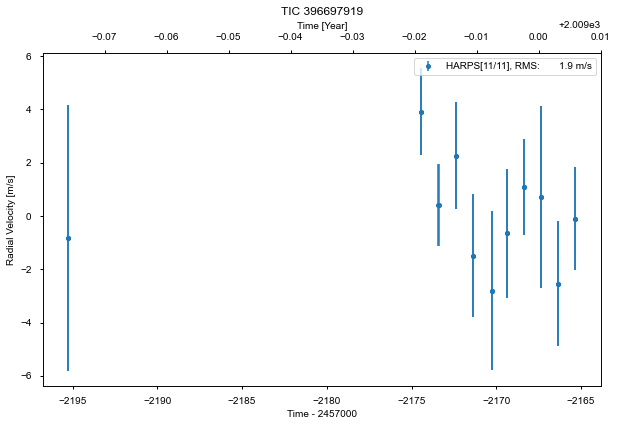 TIC 396697919
Time [Year]
+2.009e3
−0.07 −0.06 −0.05 −0.04 −0.03 −0.02 −0.01 0.00 0.01
HARPS[11/11], RMS: 1.9 m/s
6
4
2
0
−2
−4
−6
Radial Velocity [m/s]
−2195 −2190 −2185 −2180 −2175 −2170 −2165
Time - 2457000